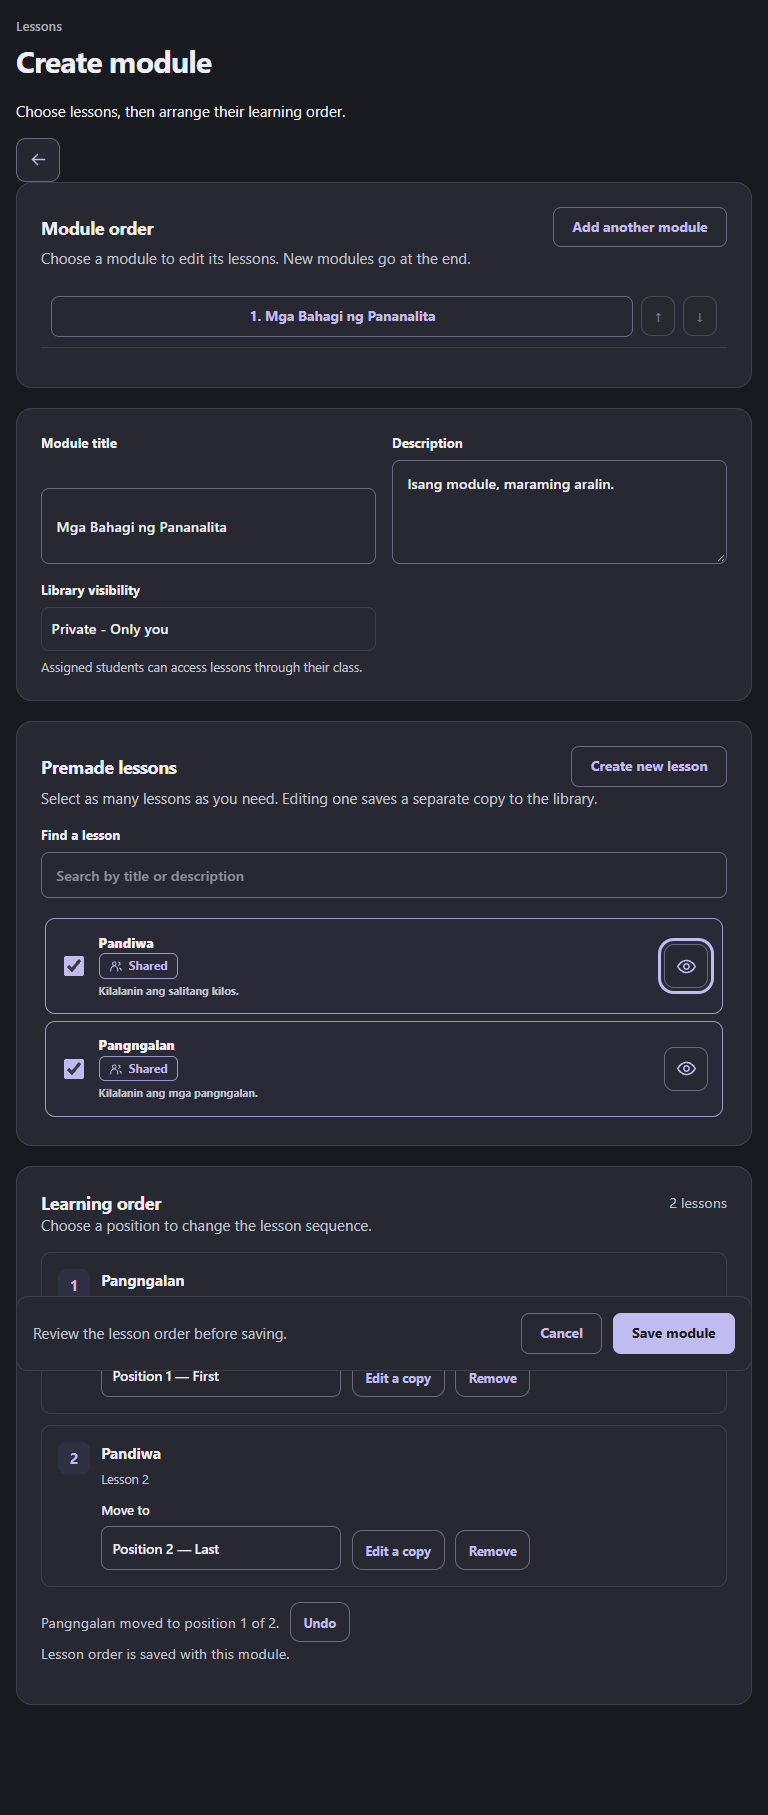 Lessons
Create module
Choose lessons, then arrange their learning order.
←
Module order
Add another module
Choose a module to edit its lessons. New modules go at the end.
1. Mga Bahagi ng Pananalita
↑
↓
Module title
Description
Mga Bahagi ng Pananalita
Isang module, maraming aralin.
Library visibility
Private - Only you
Assigned students can access lessons through their class.
Premade lessons
Create new lesson
Select as many lessons as you need. Editing one saves a separate copy to the library.
Find a lesson
Search by title or description
Pandiwa
Shared
Kilalanin ang salitang kilos.
Pangngalan
Shared
Kilalanin ang mga pangngalan.
Learning order
2 lessons
Choose a position to change the lesson sequence.
1
Pangngalan
Review the lesson order before saving.
Cancel
Save module
Position 1 — First
Edit a copy
Remove
2
Pandiwa
Lesson 2
Move to
Position 2 — Last
Edit a copy
Remove
Pangngalan moved to position 1 of 2.
Undo
Lesson order is saved with this module.